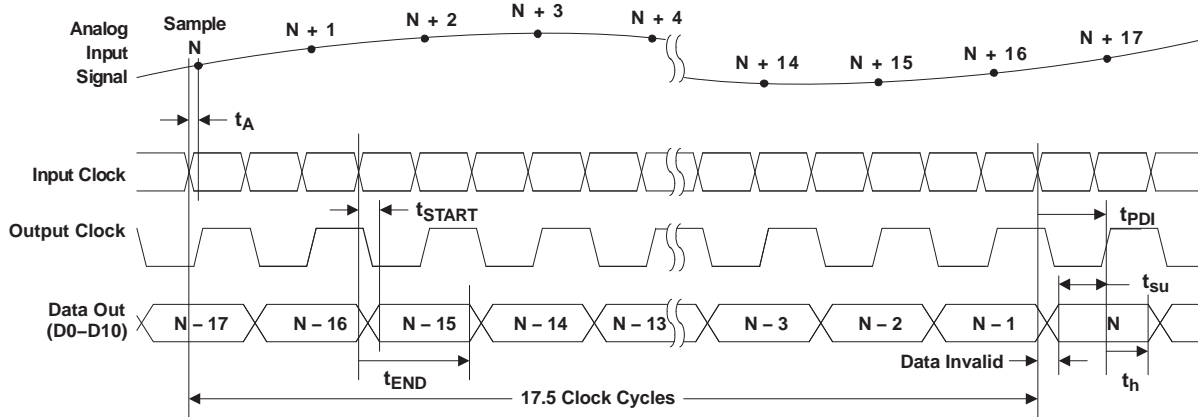 Analog Input Signal
Sample N
N + 1
N + 2
N + 3
N + 4
N + 14
N + 15
N + 16
N + 17
tA
Input Clock
tSTART
tPDI
Output Clock
tsu
Data Out (D0–D10)
N – 17
N – 16
N – 15
N – 14
N – 13
N – 3
N – 2
N – 1
N
tEND
Data Invalid
th
17.5 Clock Cycles